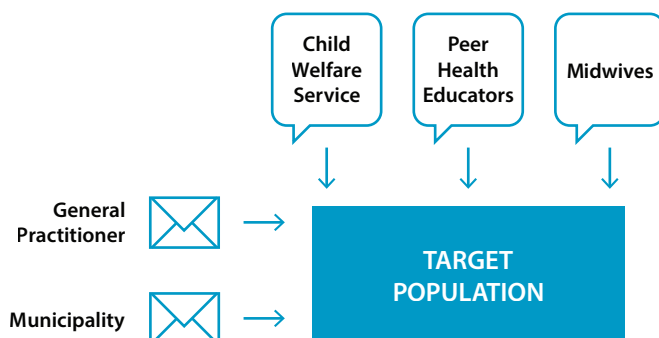 Child
Welfare
Service
Peer
Health
Educators
Midwives
General
Practitioner
TARGET
POPULATION
Municipality